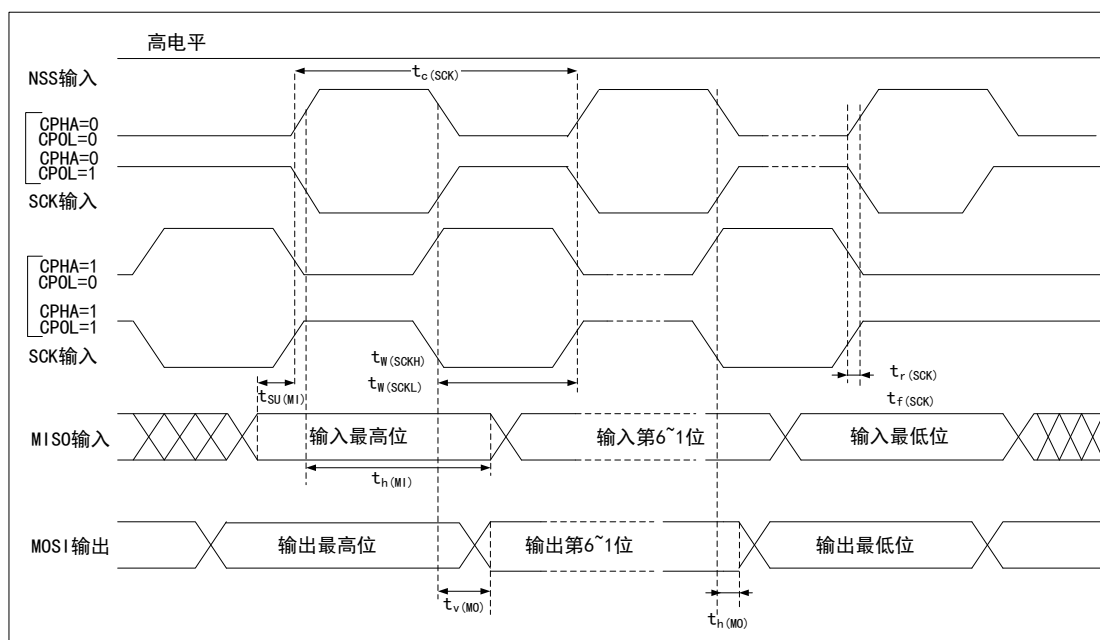 高电平
NSS输入
t_c(SCK)
CPHA=0
CPOL=0
CPHA=0
CPOL=1
SCK输入
CPHA=1
CPOL=0
CPHA=1
CPOL=1
SCK输入
t_W(SCKH)
t_W(SCKL)
t_r(SCK)
t_f(SCK)
t_SU(MI)
MISO输入
输入最高位
输入第6~1位
输入最低位
t_h(MI)
MOSI输出
输出最高位
输出第6~1位
输出最低位
t_v(MO)
t_h(MO)